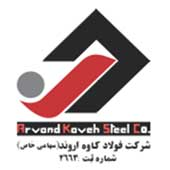 Arvand Kaveh Steel Co.
شرکت فولاد کاوه اروند(سهامی خاص)
شماره ثبت :۲۶۶۳